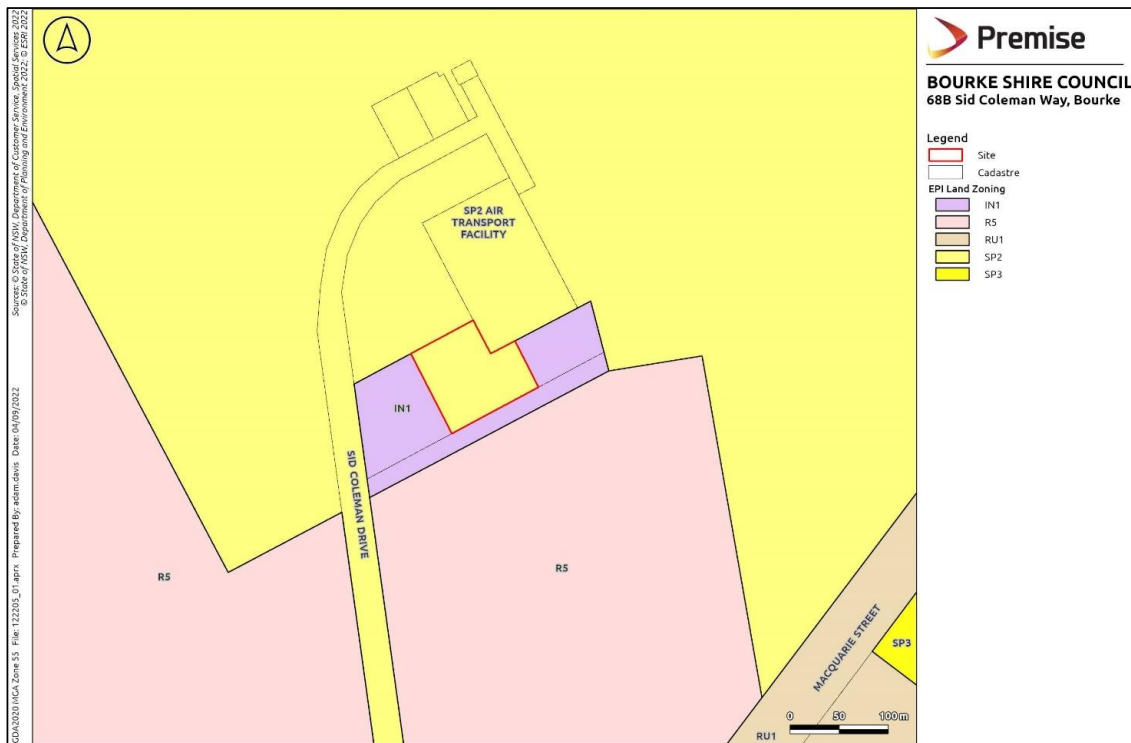 Sources: © State of NSW, Department of Customer Service, Spatial Services 2022
© State of NSW, Department of Planning and Environment 2022; © ESRI 2022
GDA2020 MGA Zone 55 File: 122205_01.aprx Prepared By: adem.davis Date: 04/09/2022
SP2 AIR
TRANSPORT
FACILITY
IN1
SID COLEMAN DRIVE
R5
R5
MACQUARIE STREET
SP3
RU1
0 50 100m
Premise
BOURKE SHIRE COUNCIL
68B Sid Coleman Way, Bourke
Legend
Site
Cadastre
EPI Land Zoning
IN1
R5
RU1
SP2
SP3